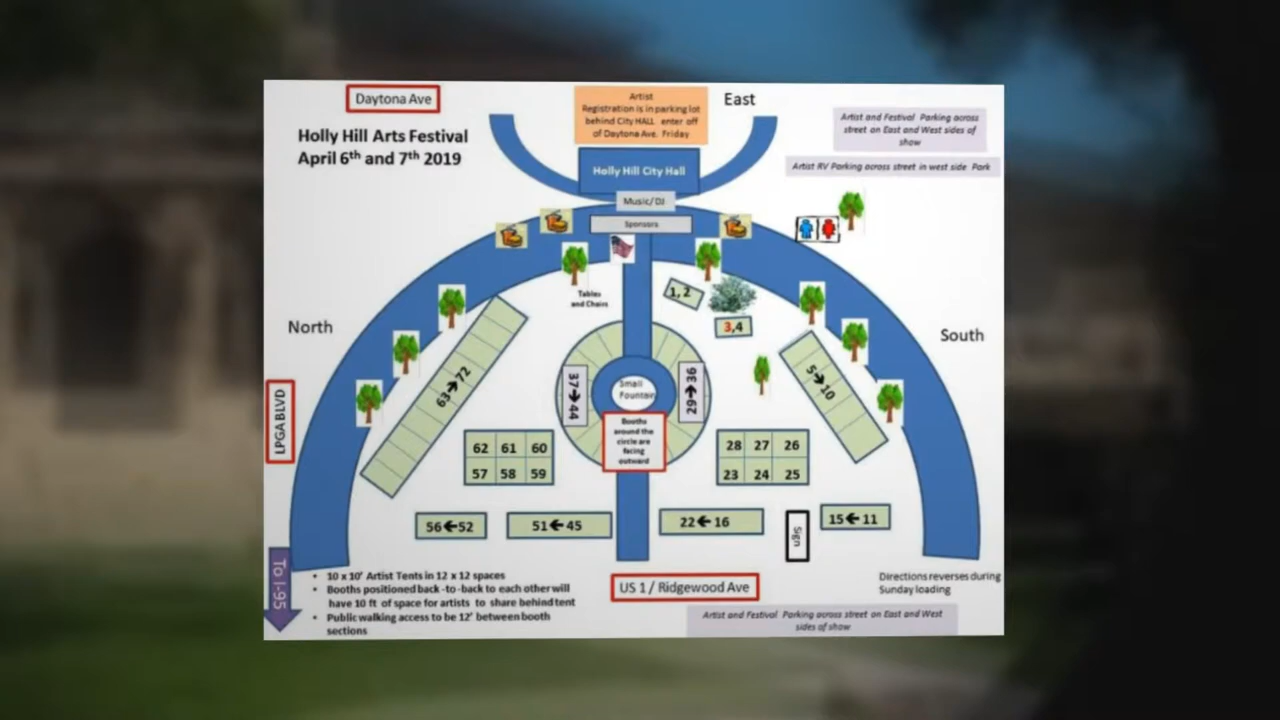 Daytona Ave
Artist
Registration is in parking lot
behind City HALL enter off
of Daytona Ave. Friday
East
Artist and Festival Parking across
street on East and West sides of
show
Holly Hill Arts Festival
April 6th and 7th 2019
Holly Hill City Hall
Artist RV Parking across street in west side Park
Music/DJ
Sponsors
Tables
and Chairs
1, 2
3,4
North
South
63→72
37→44
Small
Fountain
29→36
5→10
LPGA BLVD
Booths
around the
circle are
facing
outward
62 61 60
57 58 59
28 27 26
23 24 25
56←52
51←45
22←16
Sign
15←11
To I-95
• 10 x 10' Artist Tents in 12 x 12 spaces
• Booths positioned back -to -back to each other will
have 10 ft of space for artists to share behind tent
• Public walking access to be 12' between booth
sections
US 1 / Ridgewood Ave
Directions reverses during
Sunday loading
Artist and Festival Parking across street on East and West
sides of show